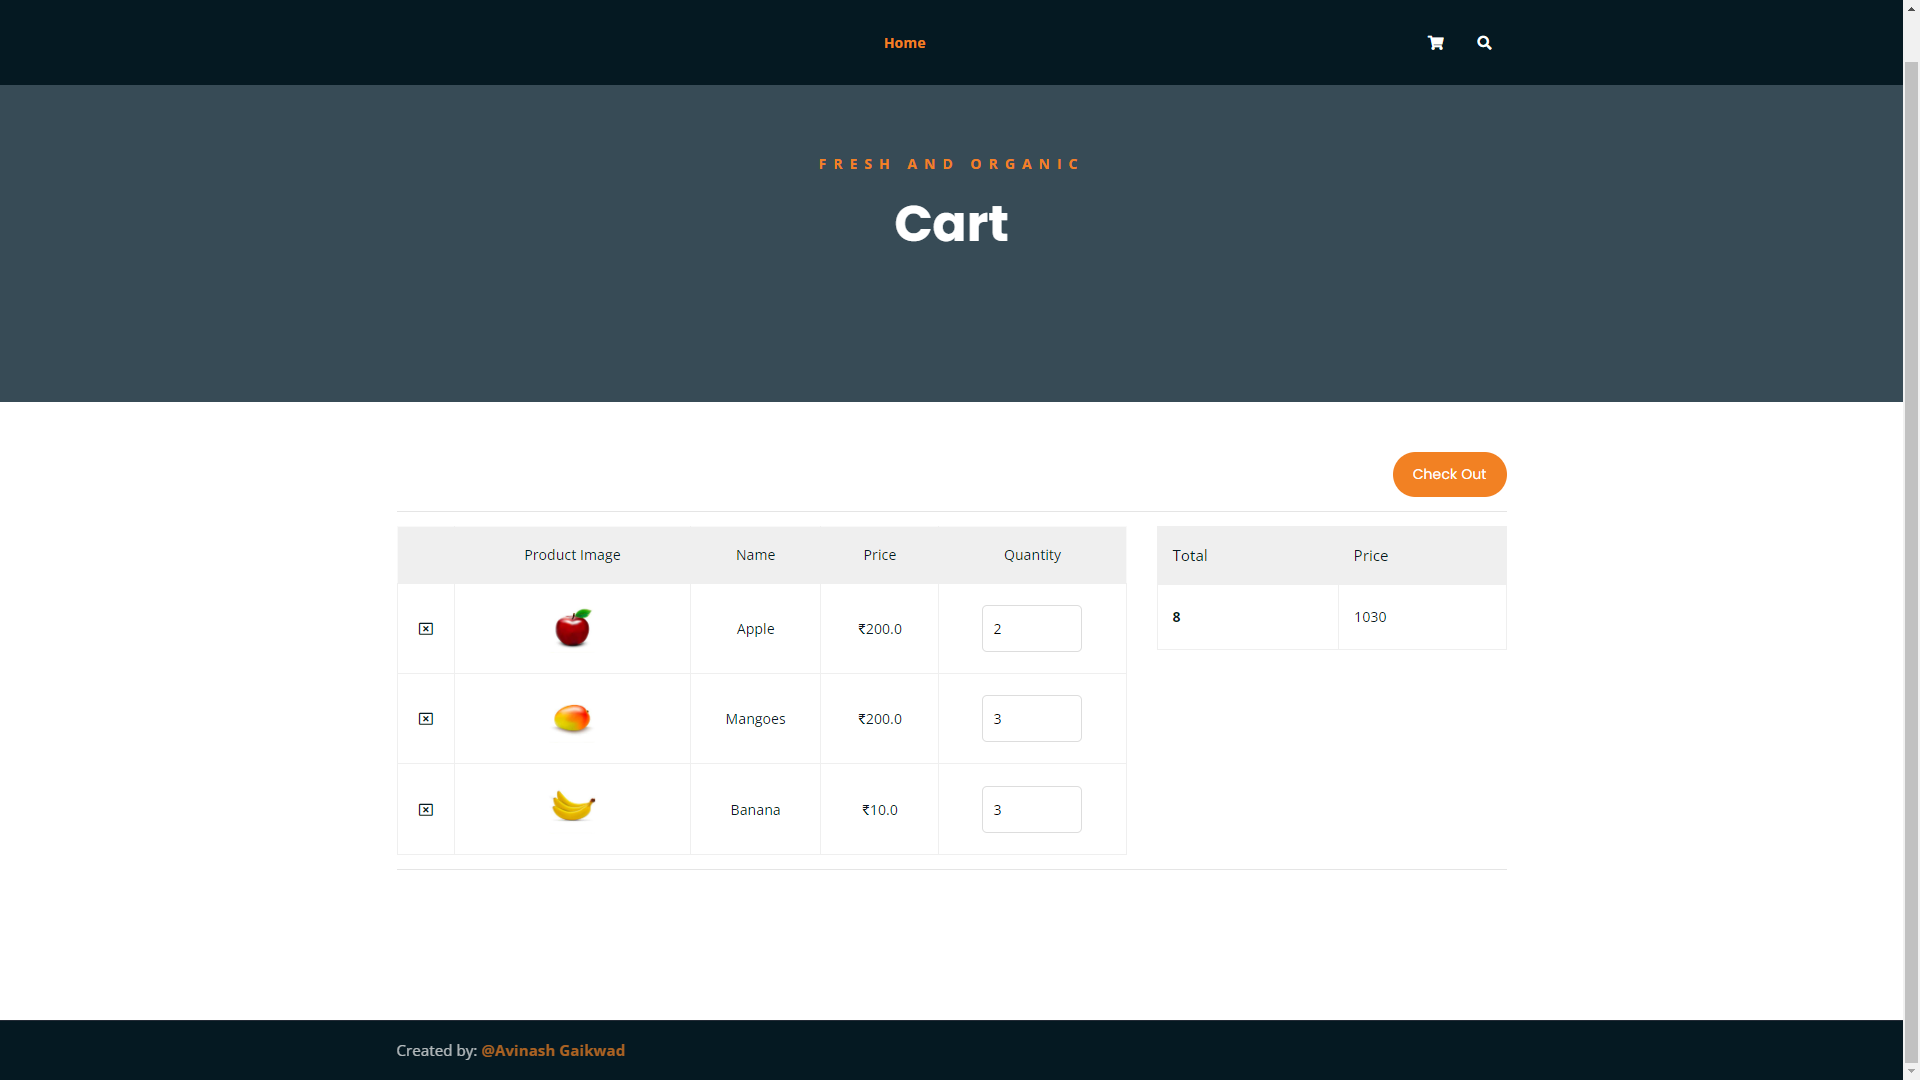 Home
FRESH AND ORGANIC
Cart
Check Out
Product Image Name Price Quantity
Apple ₹200.0 2
Mangoes ₹200.0 3
Banana ₹10.0 3
Total Price
8 1030
Created by: @Avinash Gaikwad